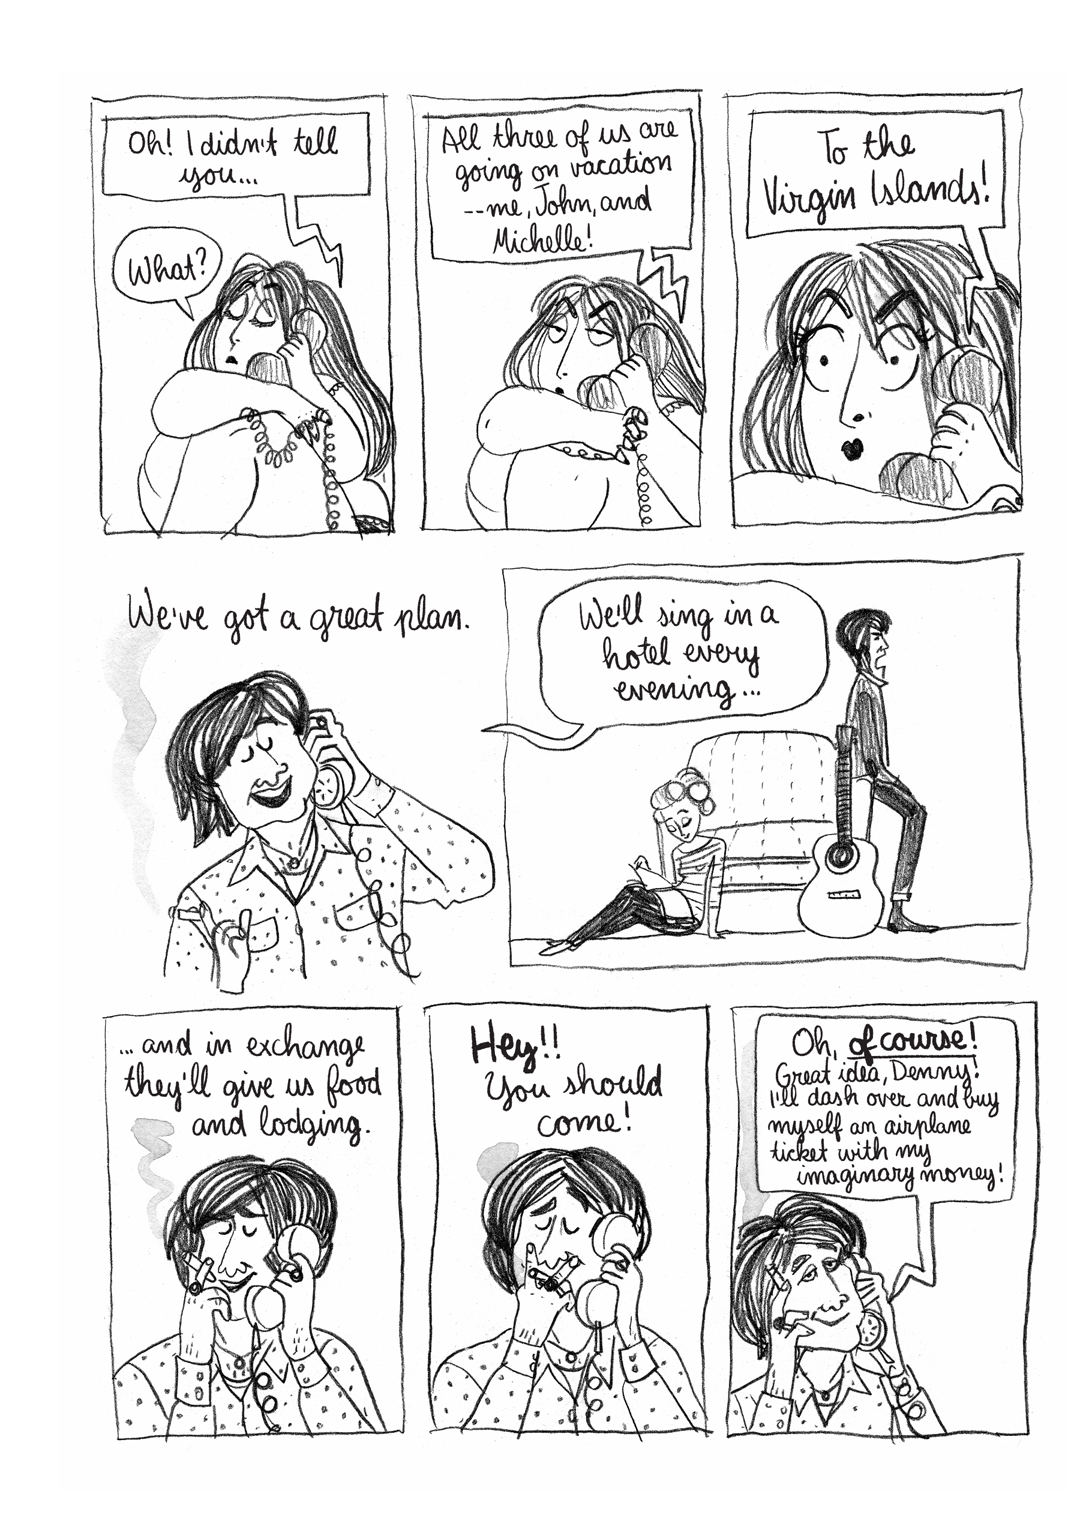 Oh! I didn't tell
you...
What?
All three of us are
going on vacation
--me, John, and
Michelle!
To the
Virgin Islands!
We've got a great plan.
We'll sing in a
hotel every
evening...
...and in exchange
they'll give us food
and lodging.
Hey!!
You should
come!
Oh, of course!
Great idea, Denny!
I'll dash over and buy
myself an airplane
ticket with my
imaginary money!